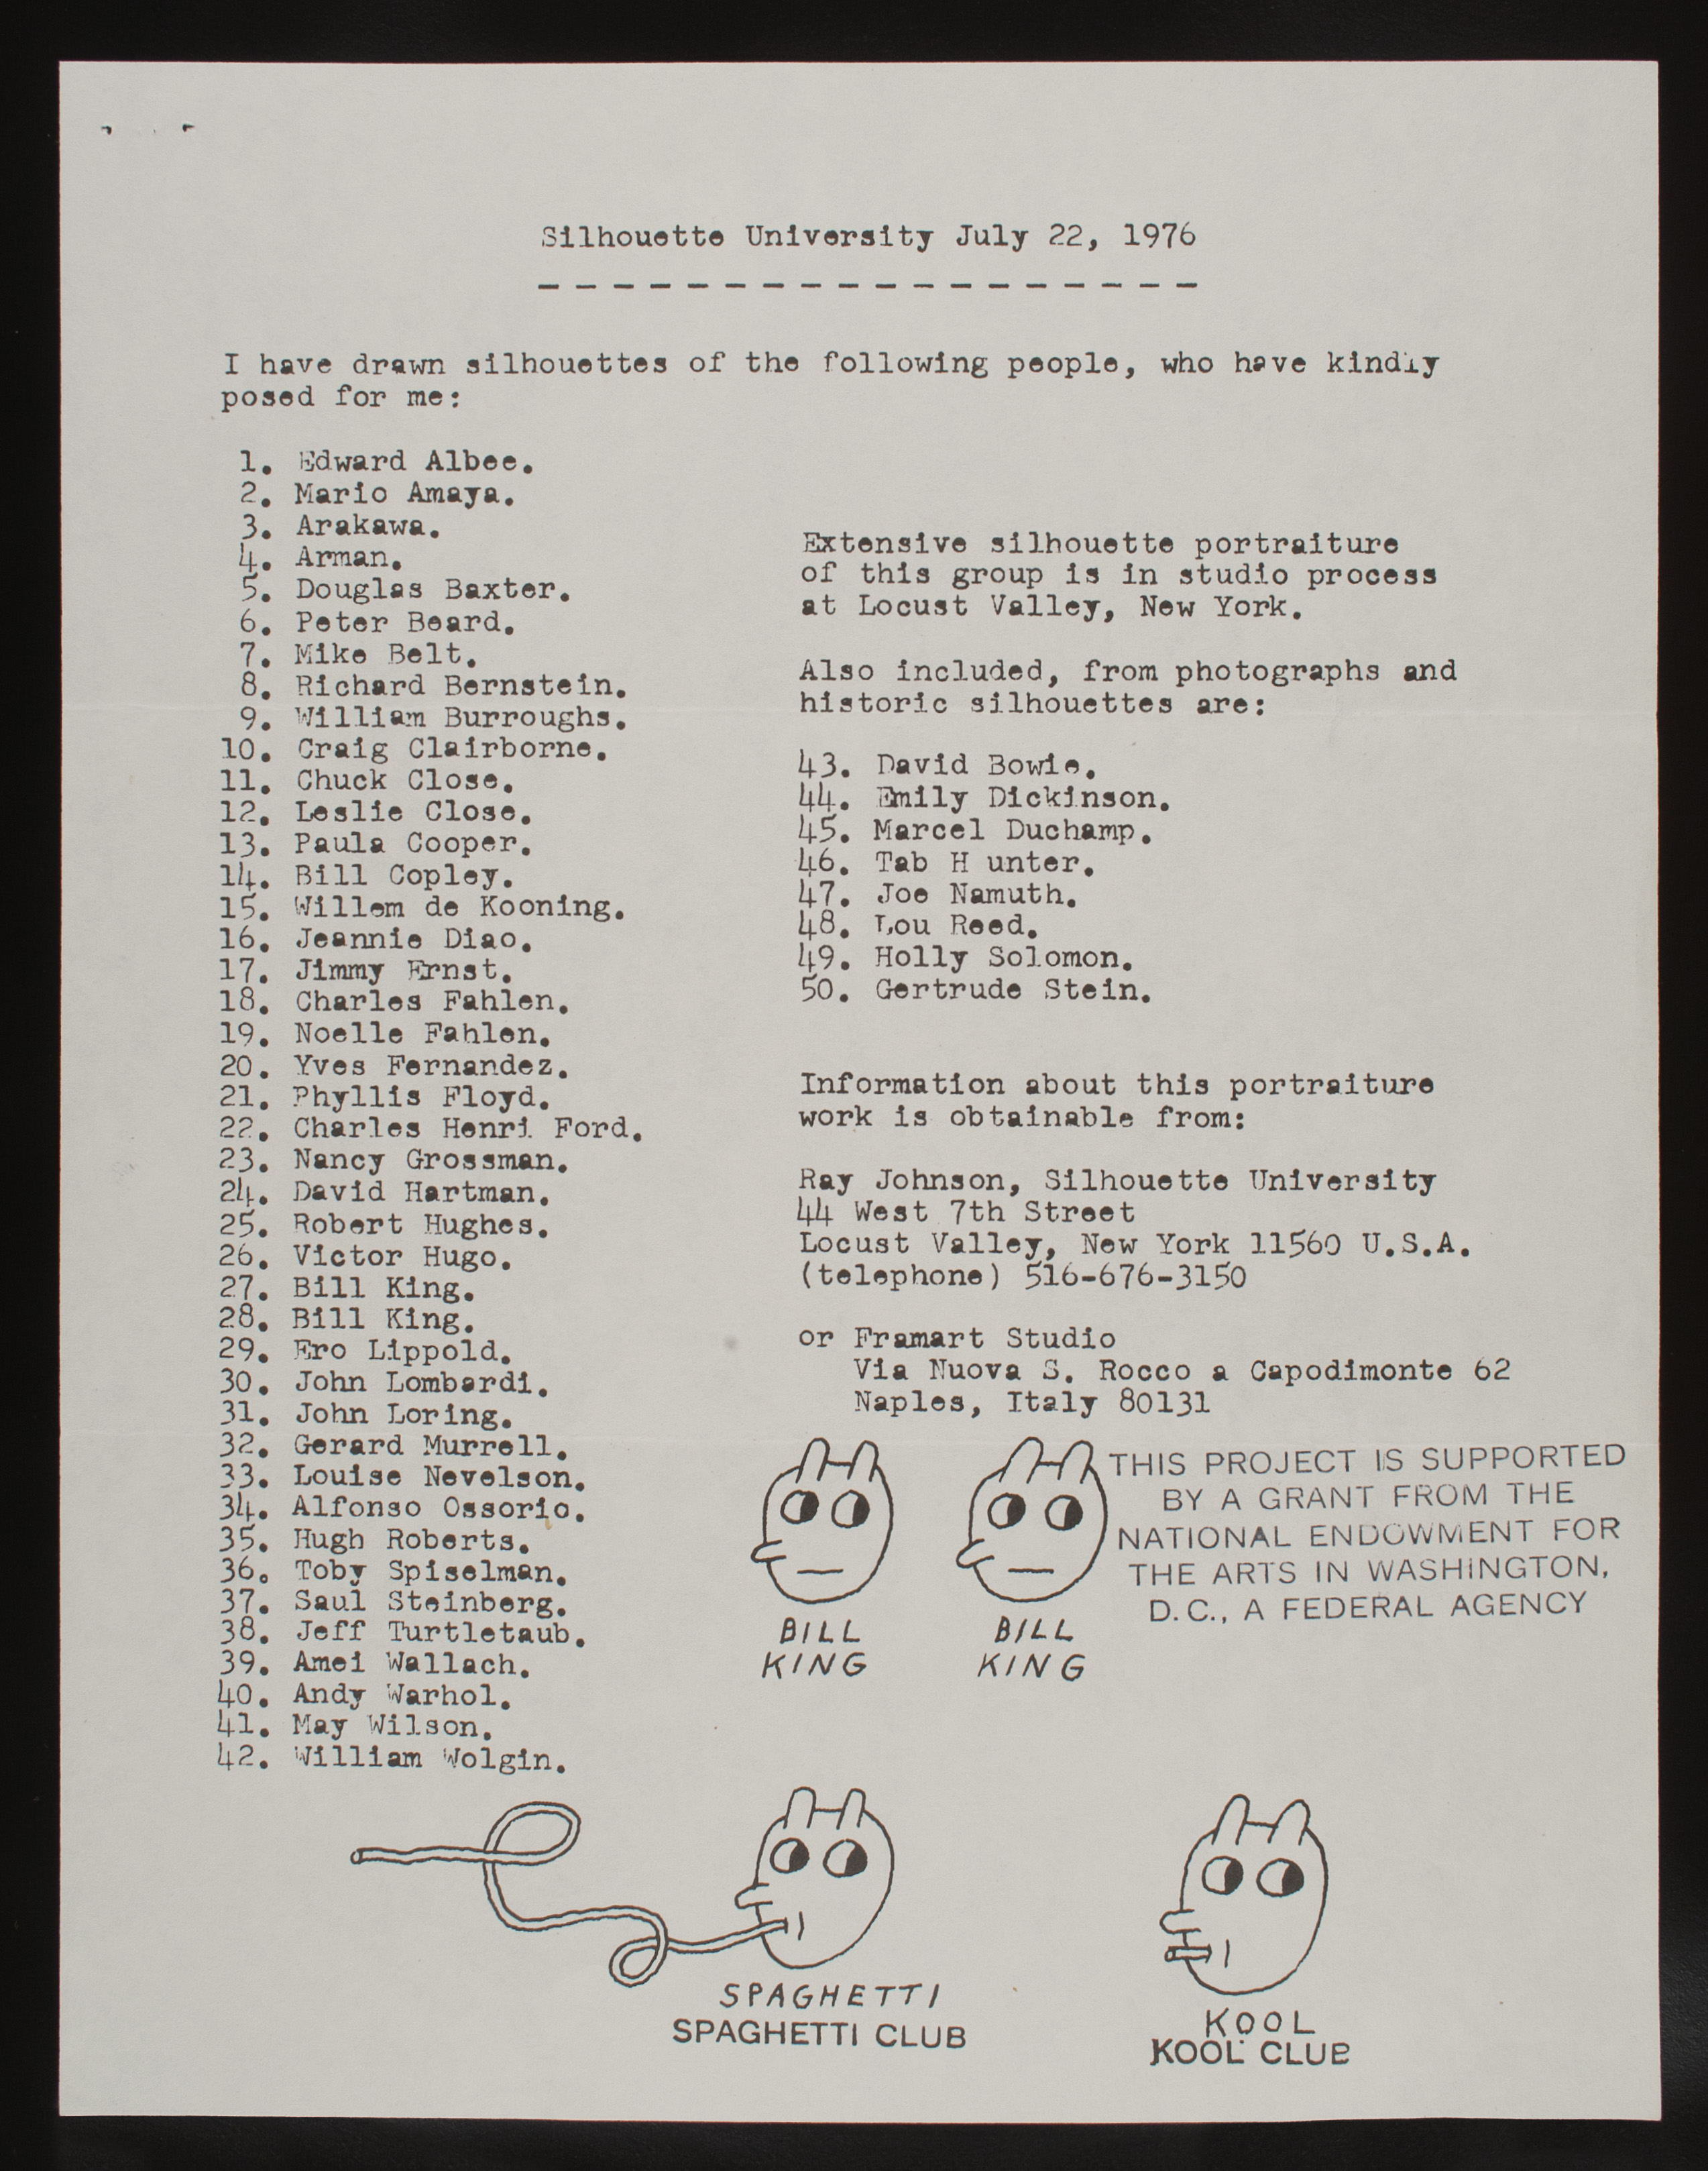 Silhouette University July 22, 1976
- - - - - - - - - - - - - - - - - -
I have drawn silhouettes of the following people, who have kindly
posed for me:
1. Edward Albee.
2. Mario Amaya.
3. Arakawa.
4. Arman.
5. Douglas Baxter.
6. Peter Beard.
7. Mike Belt.
8. Richard Bernstein.
9. William Burroughs.
10. Craig Clairborne.
11. Chuck Close.
12. Leslie Close.
13. Paula Cooper.
14. Bill Copley.
15. Willem de Kooning.
16. Jeannie Diao.
17. Jimmy Ernst.
18. Charles Fahlen.
19. Noelle Fahlen.
20. Yves Fernandez.
21. Phyllis Floyd.
22. Charles Henri Ford.
23. Nancy Grossman.
24. David Hartman.
25. Robert Hughes.
26. Victor Hugo.
27. Bill King.
28. Bill King.
29. Ero Lippold.
30. John Lombardi.
31. John Loring.
32. Gerard Murrell.
33. Louise Nevelson.
34. Alfonso Ossorio.
35. Hugh Roberts.
36. Toby Spiselman.
37. Saul Steinberg.
38. Jeff Turtletaub.
39. Amei Wallach.
40. Andy Warhol.
41. May Wilson.
42. William Wolgin.
Extensive silhouette portraiture
of this group is in studio process
at Locust Valley, New York.
Also included, from photographs and
historic silhouettes are:
43. David Bowie.
44. Emily Dickinson.
45. Marcel Duchamp.
46. Tab H unter.
47. Joe Namuth.
48. Lou Reed.
49. Holly Solomon.
50. Gertrude Stein.
Information about this portraiture
work is obtainable from:
Ray Johnson, Silhouette University
44 West 7th Street
Locust Valley, New York 11560 U.S.A.
(telephone) 516-676-3150
or Framart Studio
Via Nuova S. Rocco a Capodimonte 62
Naples, Italy 80131
THIS PROJECT IS SUPPORTED
BY A GRANT FROM THE
NATIONAL ENDOWMENT FOR
THE ARTS IN WASHINGTON,
D.C., A FEDERAL AGENCY
BILL
KING
BILL
KING
SPAGHETTI
SPAGHETTI CLUB
KOOL
KOOL CLUB